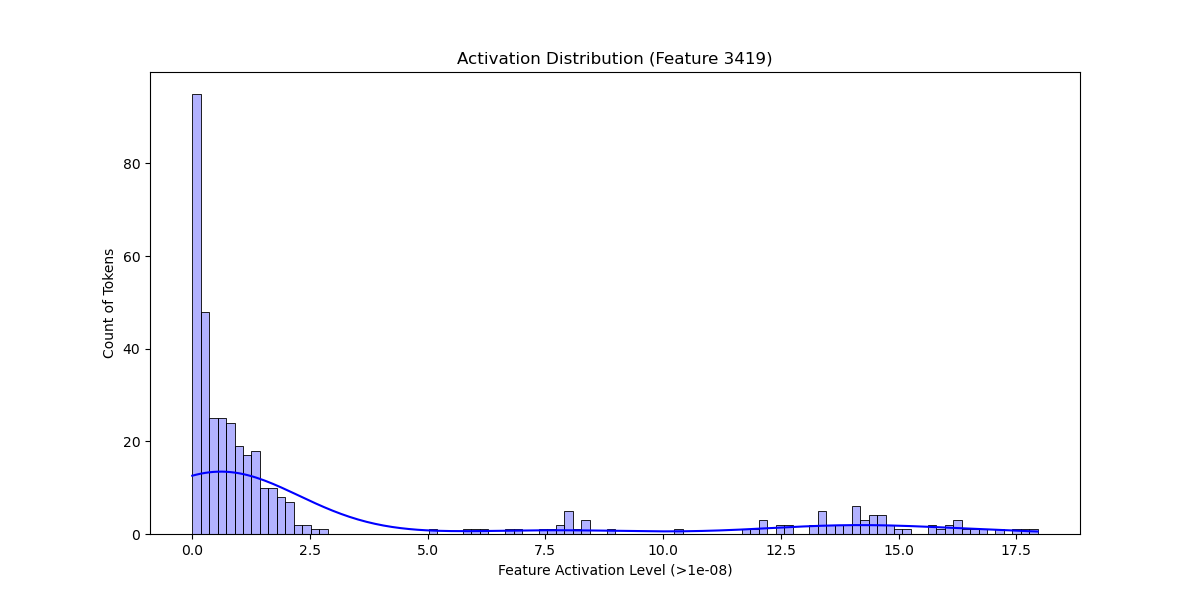 Activation Distribution (Feature 3419)
Count of Tokens
80
60
40
20
0
0.0 2.5 5.0 7.5 10.0 12.5 15.0 17.5
Feature Activation Level (>1e-08)